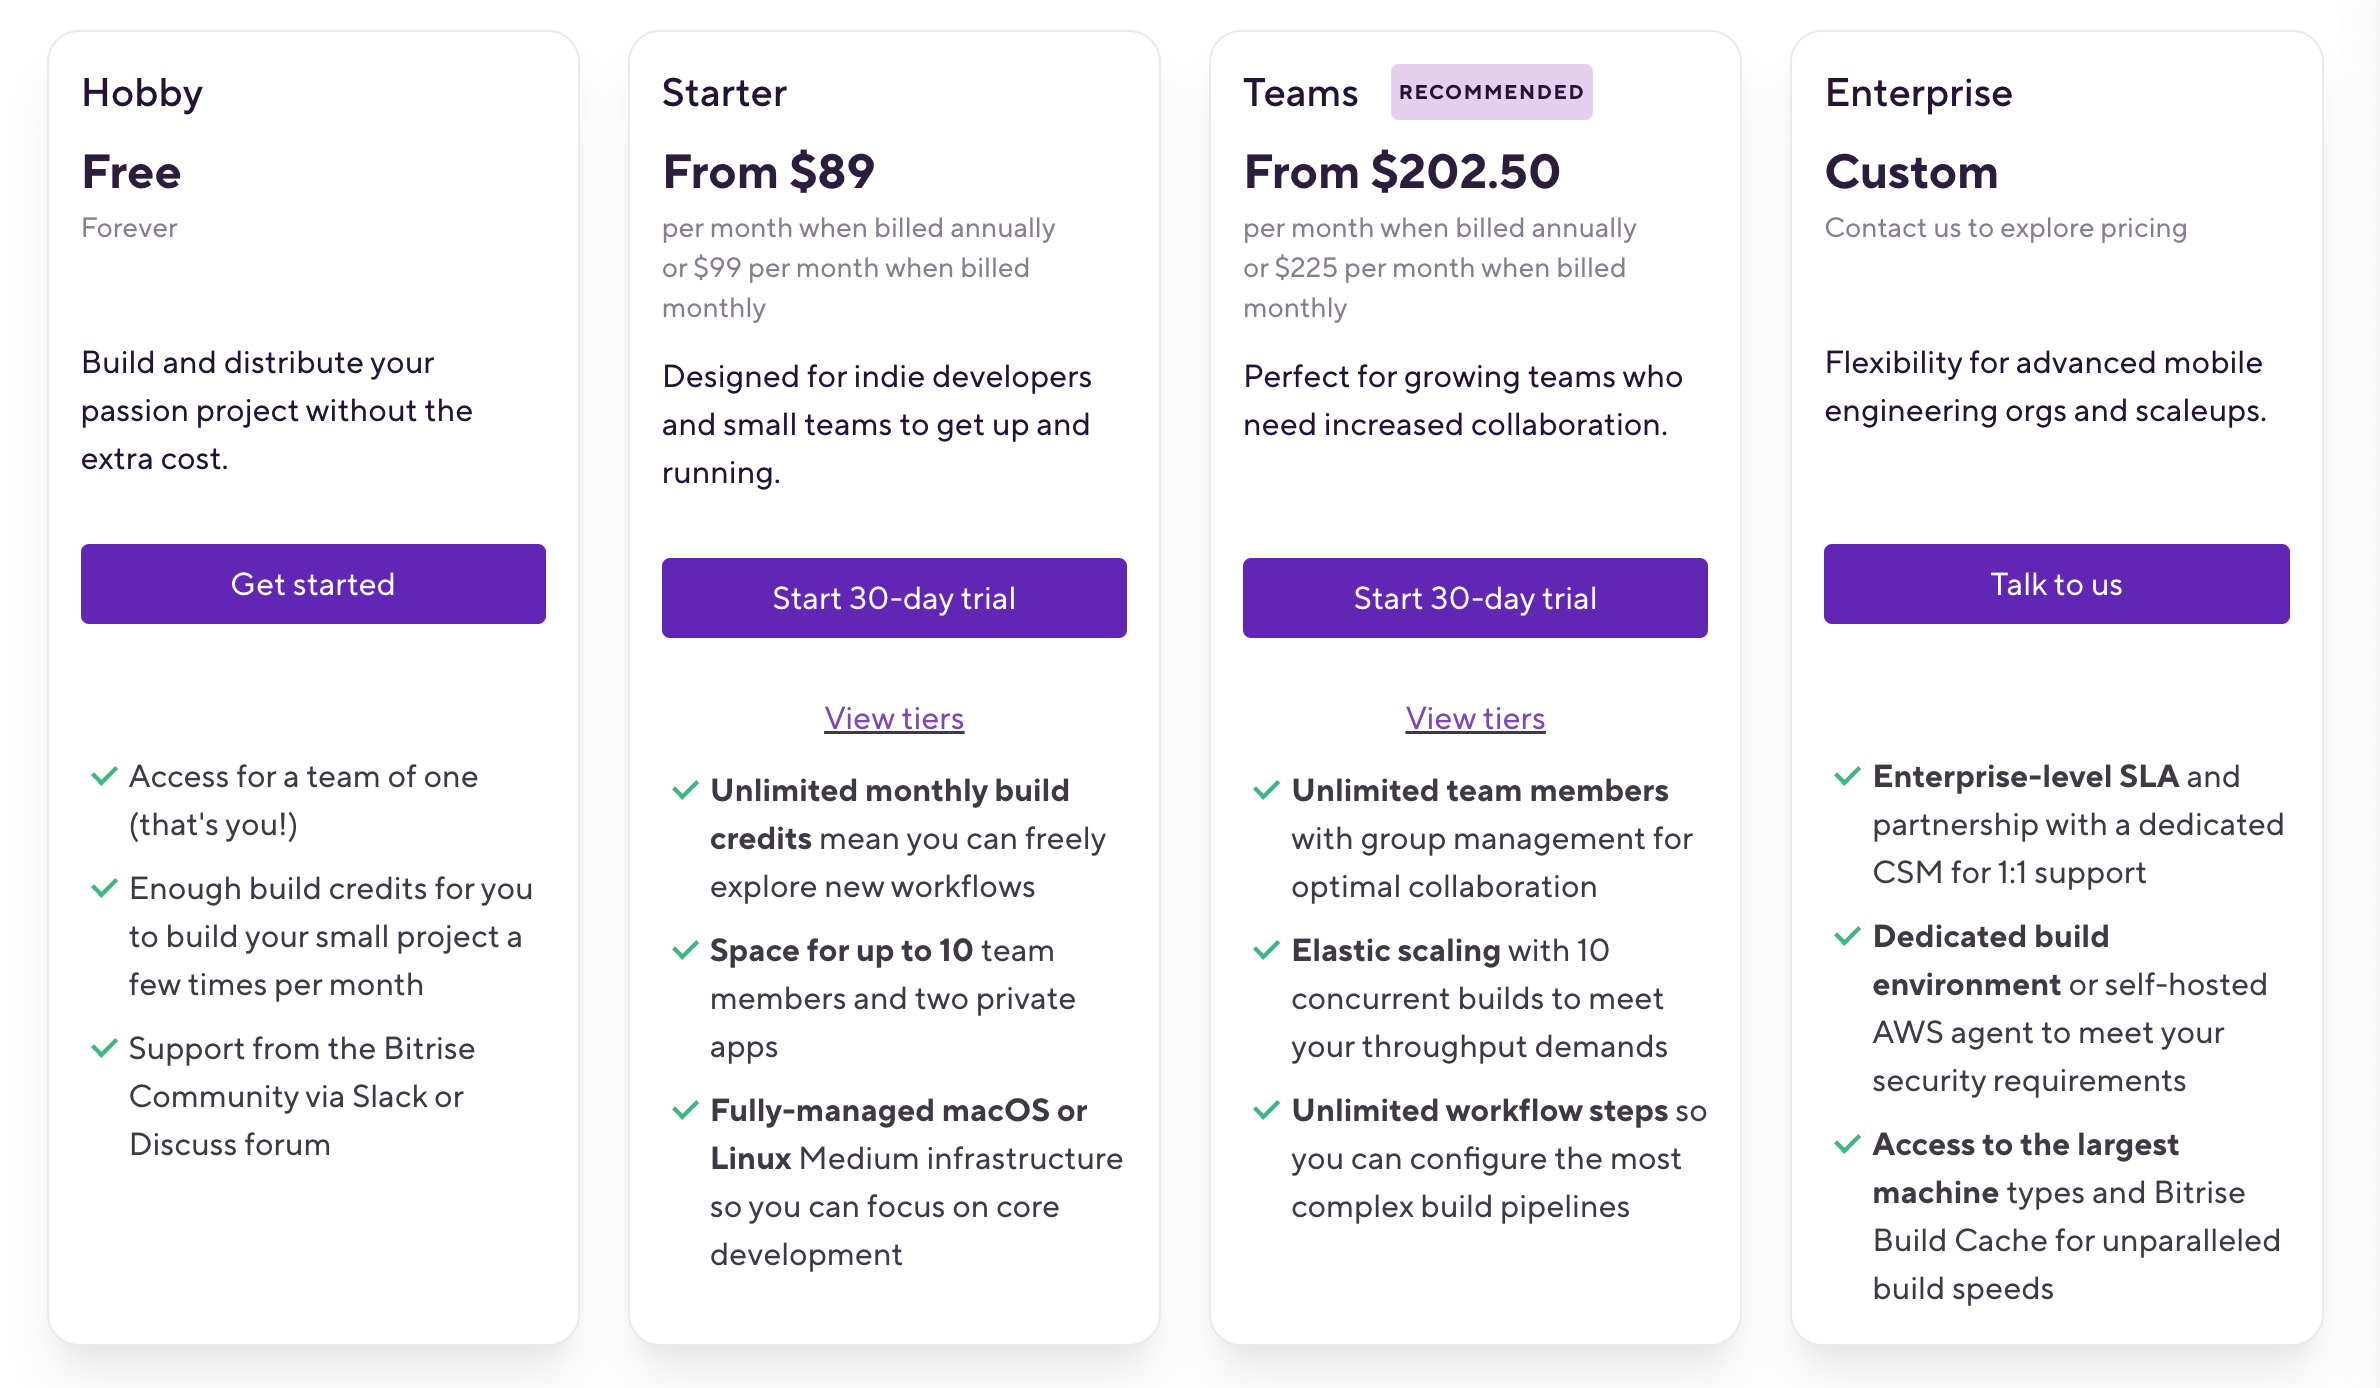 Hobby
Free
Forever
Build and distribute your
passion project without the
extra cost.
Get started
Access for a team of one
(that's you!)
Enough build credits for you
to build your small project a
few times per month
Support from the Bitrise
Community via Slack or
Discuss forum
Starter
From $89
per month when billed annually
or $99 per month when billed
monthly
Designed for indie developers
and small teams to get up and
running.
Start 30-day trial
View tiers
Unlimited monthly build
credits mean you can freely
explore new workflows
Space for up to 10 team
members and two private
apps
Fully-managed macOS or
Linux Medium infrastructure
so you can focus on core
development
Teams RECOMMENDED
From $202.50
per month when billed annually
or $225 per month when billed
monthly
Perfect for growing teams who
need increased collaboration.
Start 30-day trial
View tiers
Unlimited team members
with group management for
optimal collaboration
Elastic scaling with 10
concurrent builds to meet
your throughput demands
Unlimited workflow steps so
you can configure the most
complex build pipelines
Enterprise
Custom
Contact us to explore pricing
Flexibility for advanced mobile
engineering orgs and scaleups.
Talk to us
Enterprise-level SLA and
partnership with a dedicated
CSM for 1:1 support
Dedicated build
environment or self-hosted
AWS agent to meet your
security requirements
Access to the largest
machine types and Bitrise
Build Cache for unparalleled
build speeds